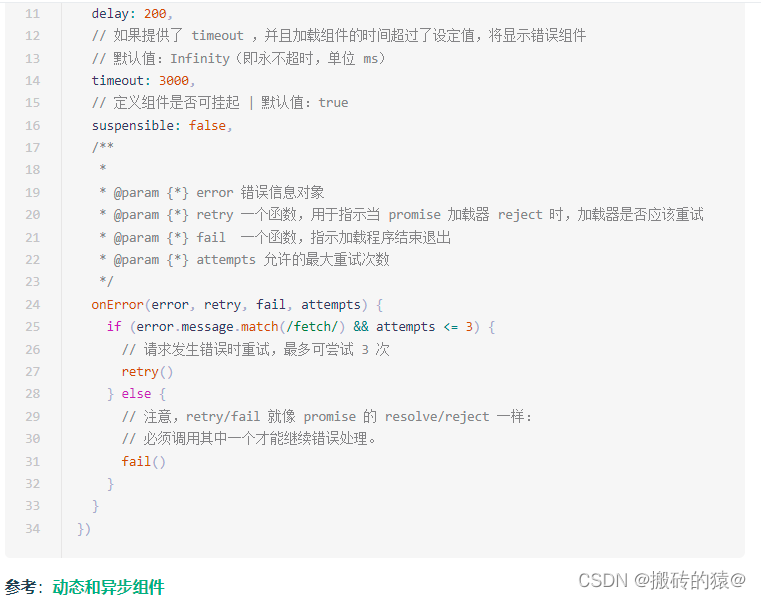 11 delay: 200,
12 // 如果提供了 timeout ，并且加载组件的时间超过了设定值，将显示错误组件
13 // 默认值：Infinity（即永不超时，单位 ms）
14 timeout: 3000,
15 // 定义组件是否可挂起 | 默认值：true
16 suspensible: false,
17 /**
18 *
19 * @param {*} error 错误信息对象
20 * @param {*} retry 一个函数，用于指示当 promise 加载器 reject 时，加载器是否应该重试
21 * @param {*} fail  一个函数，指示加载程序结束退出
22 * @param {*} attempts 允许的最大重试次数
23 */
24 onError(error, retry, fail, attempts) {
25 if (error.message.match(/fetch/) && attempts <= 3) {
26 // 请求发生错误时重试，最多可尝试 3 次
27 retry()
28 } else {
29 // 注意，retry/fail 就像 promise 的 resolve/reject 一样：
30 // 必须调用其中一个才能继续错误处理。
31 fail()
32 }
33 }
34 })
参考：动态和异步组件
CSDN @搬砖的猿@